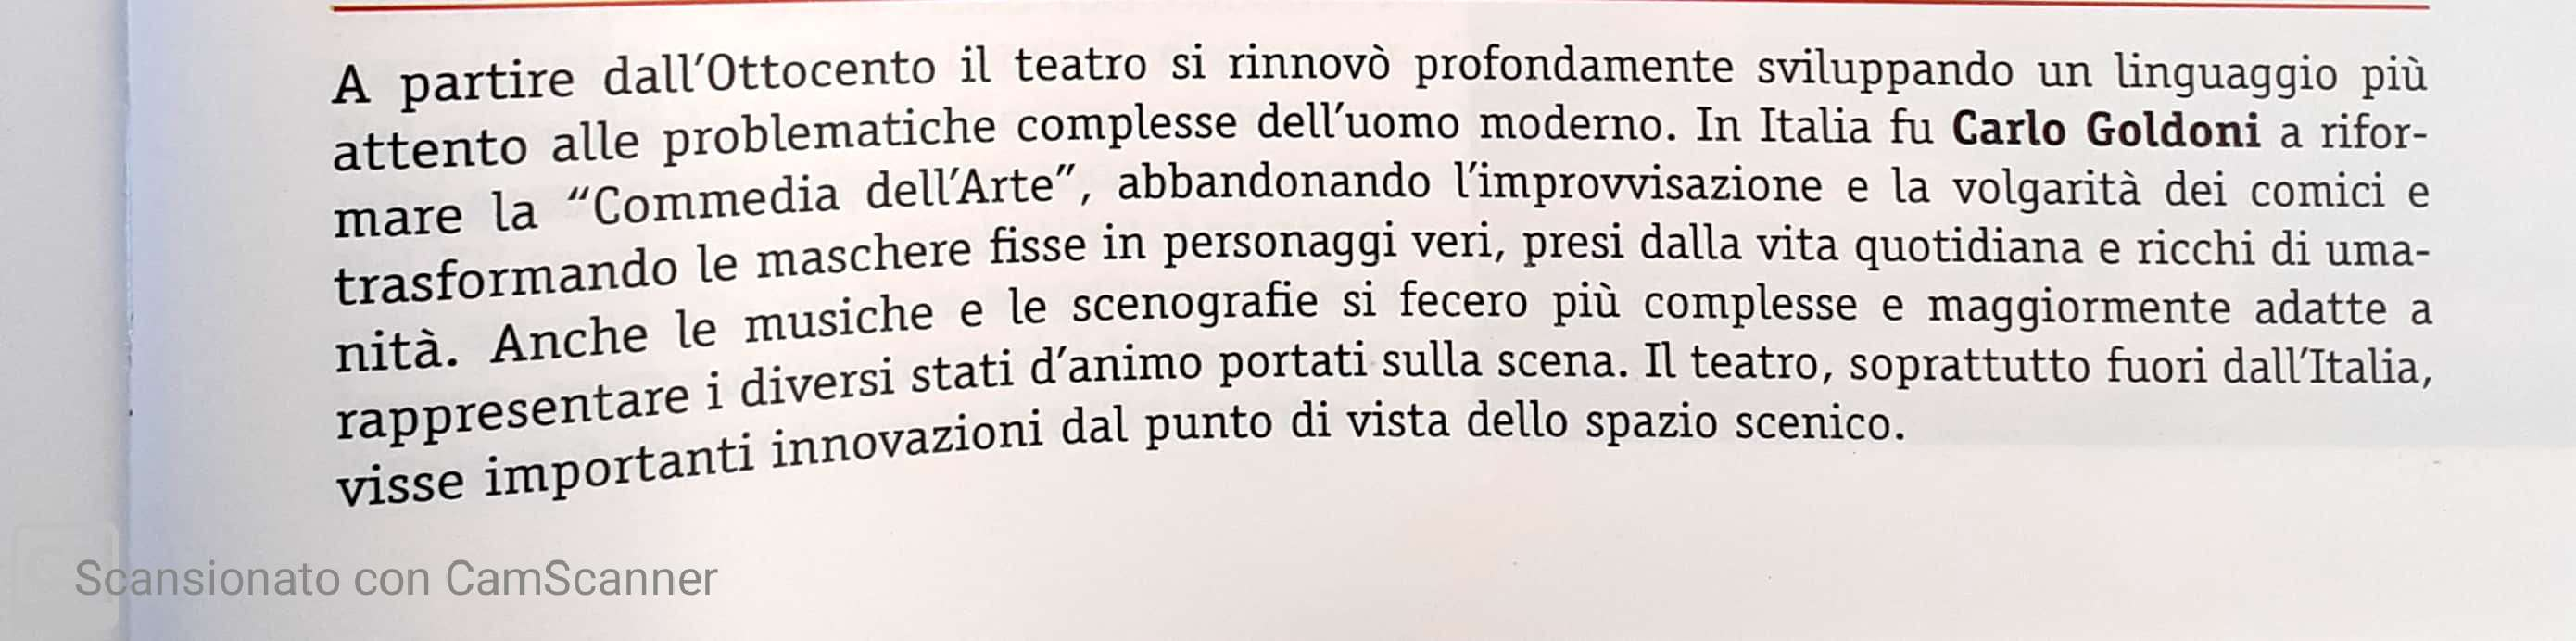 A partire dall'Ottocento il teatro si rinnovò profondamente sviluppando un linguaggio più
attento alle problematiche complesse dell'uomo moderno. In Italia fu Carlo Goldoni a rifor-
mare la "Commedia dell'Arte", abbandonando l'improvvisazione e la volgarità dei comici e
trasformando le maschere fisse in personaggi veri, presi dalla vita quotidiana e ricchi di uma-
nità. Anche le musiche e le scenografie si fecero più complesse e maggiormente adatte a
rappresentare i diversi stati d'animo portati sulla scena. Il teatro, soprattutto fuori dall'Italia,
visse importanti innovazioni dal punto di vista dello spazio scenico.
Scansionato con CamScanner